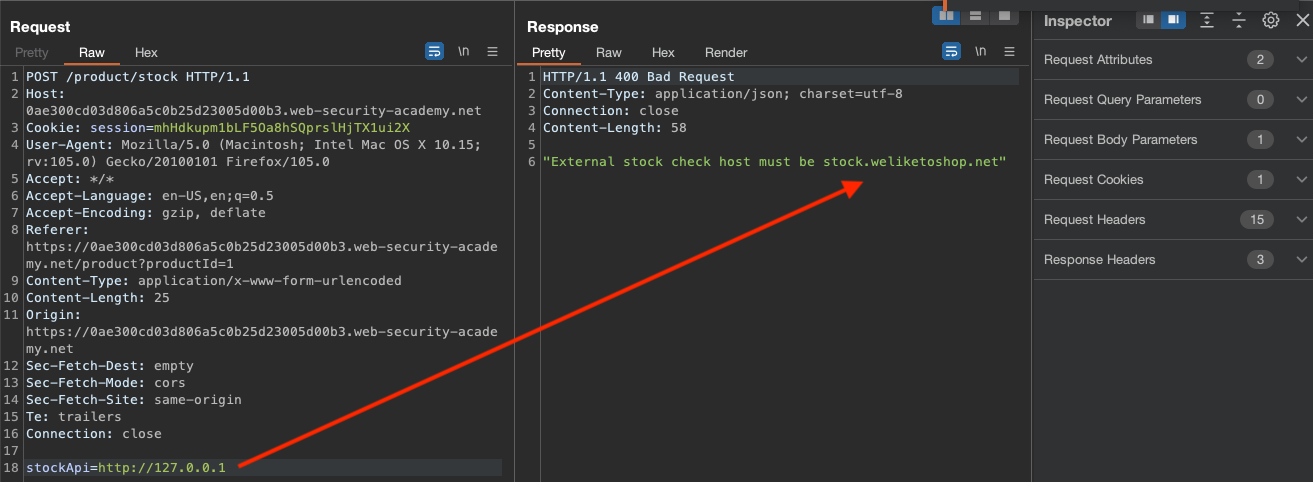 Request
Pretty Raw Hex \n
1 POST /product/stock HTTP/1.1
2 Host:
0ae300cd03d806a5c0b25d23005d00b3.web-security-academy.net
3 Cookie: session=mhHdkupm1bLF5Oa8hSQprslHjTX1ui2X
4 User-Agent: Mozilla/5.0 (Macintosh; Intel Mac OS X 10.15;
rv:105.0) Gecko/20100101 Firefox/105.0
5 Accept: */*
6 Accept-Language: en-US,en;q=0.5
7 Accept-Encoding: gzip, deflate
8 Referer:
https://0ae300cd03d806a5c0b25d23005d00b3.web-security-acade
my.net/product?productId=1
9 Content-Type: application/x-www-form-urlencoded
10 Content-Length: 25
11 Origin:
https://0ae300cd03d806a5c0b25d23005d00b3.web-security-acade
my.net
12 Sec-Fetch-Dest: empty
13 Sec-Fetch-Mode: cors
14 Sec-Fetch-Site: same-origin
15 Te: trailers
16 Connection: close
17
18 stockApi=http://127.0.0.1
Response
Pretty Raw Hex Render \n
1 HTTP/1.1 400 Bad Request
2 Content-Type: application/json; charset=utf-8
3 Connection: close
4 Content-Length: 58
5
6 "External stock check host must be stock.weliketoshop.net"
Inspector
Request Attributes 2
Request Query Parameters 0
Request Body Parameters 1
Request Cookies 1
Request Headers 15
Response Headers 3